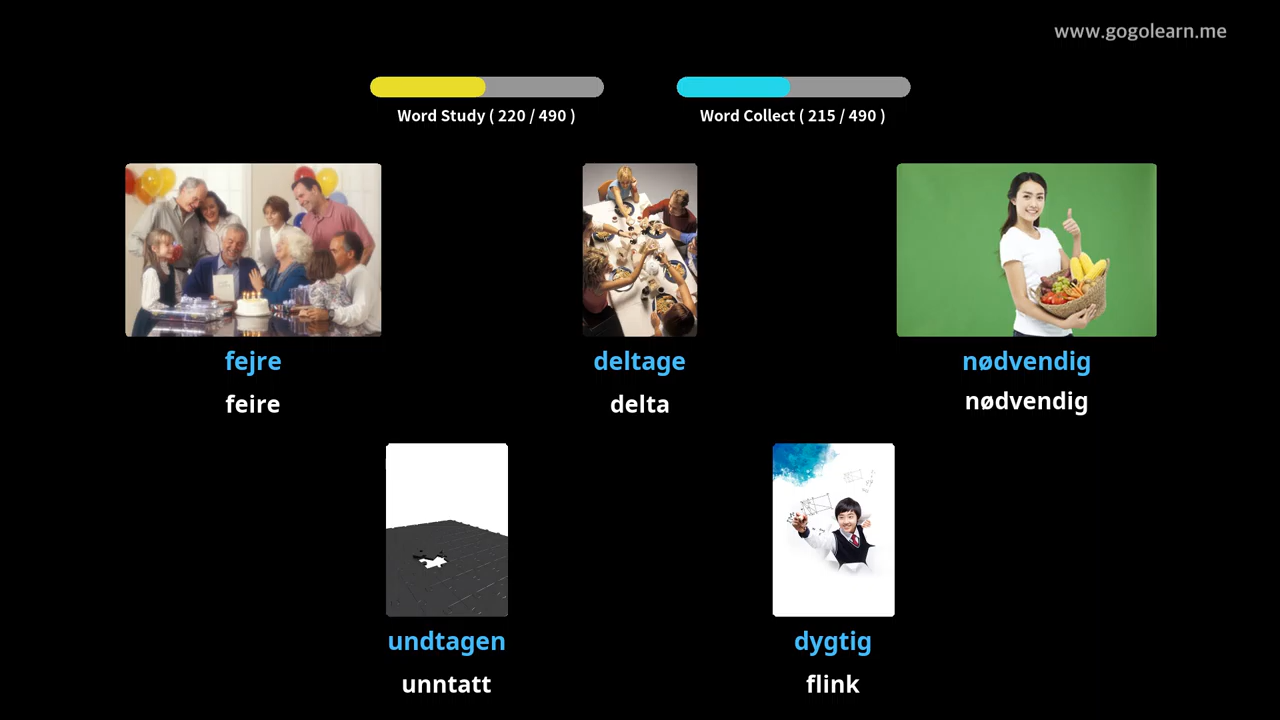 www.gogolearn.me
Word Study ( 220 / 490 )
Word Collect ( 215 / 490 )
fejre
feire
deltage
delta
nødvendig
nødvendig
undtagen
unntatt
dygtig
flink